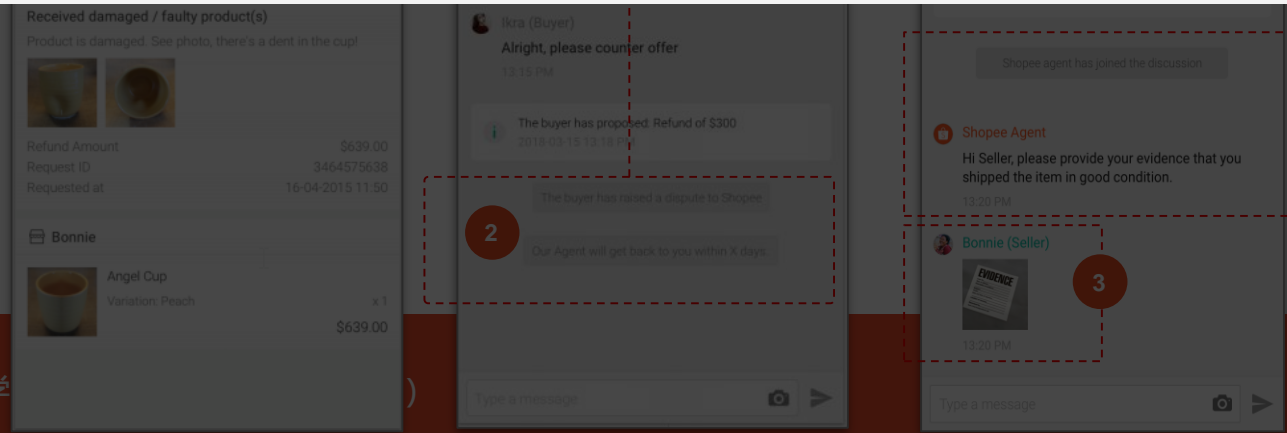 Received damaged / faulty product(s)
Product is damaged. See photo, there's a dent in the cup!
Refund Amount $639.00
Request ID 3464575638
Requested at 16-04-2015 11:50
Bonnie
Angel Cup
Variation: Peach x 1
$639.00
)
Ikra (Buyer)
Alright, please counter offer
13:15 PM
The buyer has proposed: Refund of $300
2018-03-15 13:18 PM
The buyer has raised a dispute to Shopee
2
Our Agent will get back to you within X days.
Type a message
Shopee agent has joined the discussion
Shopee Agent
Hi Seller, please provide your evidence that you
shipped the item in good condition.
13:20 PM
Bonnie (Seller)
EVIDENCE
3
13:20 PM
Type a message